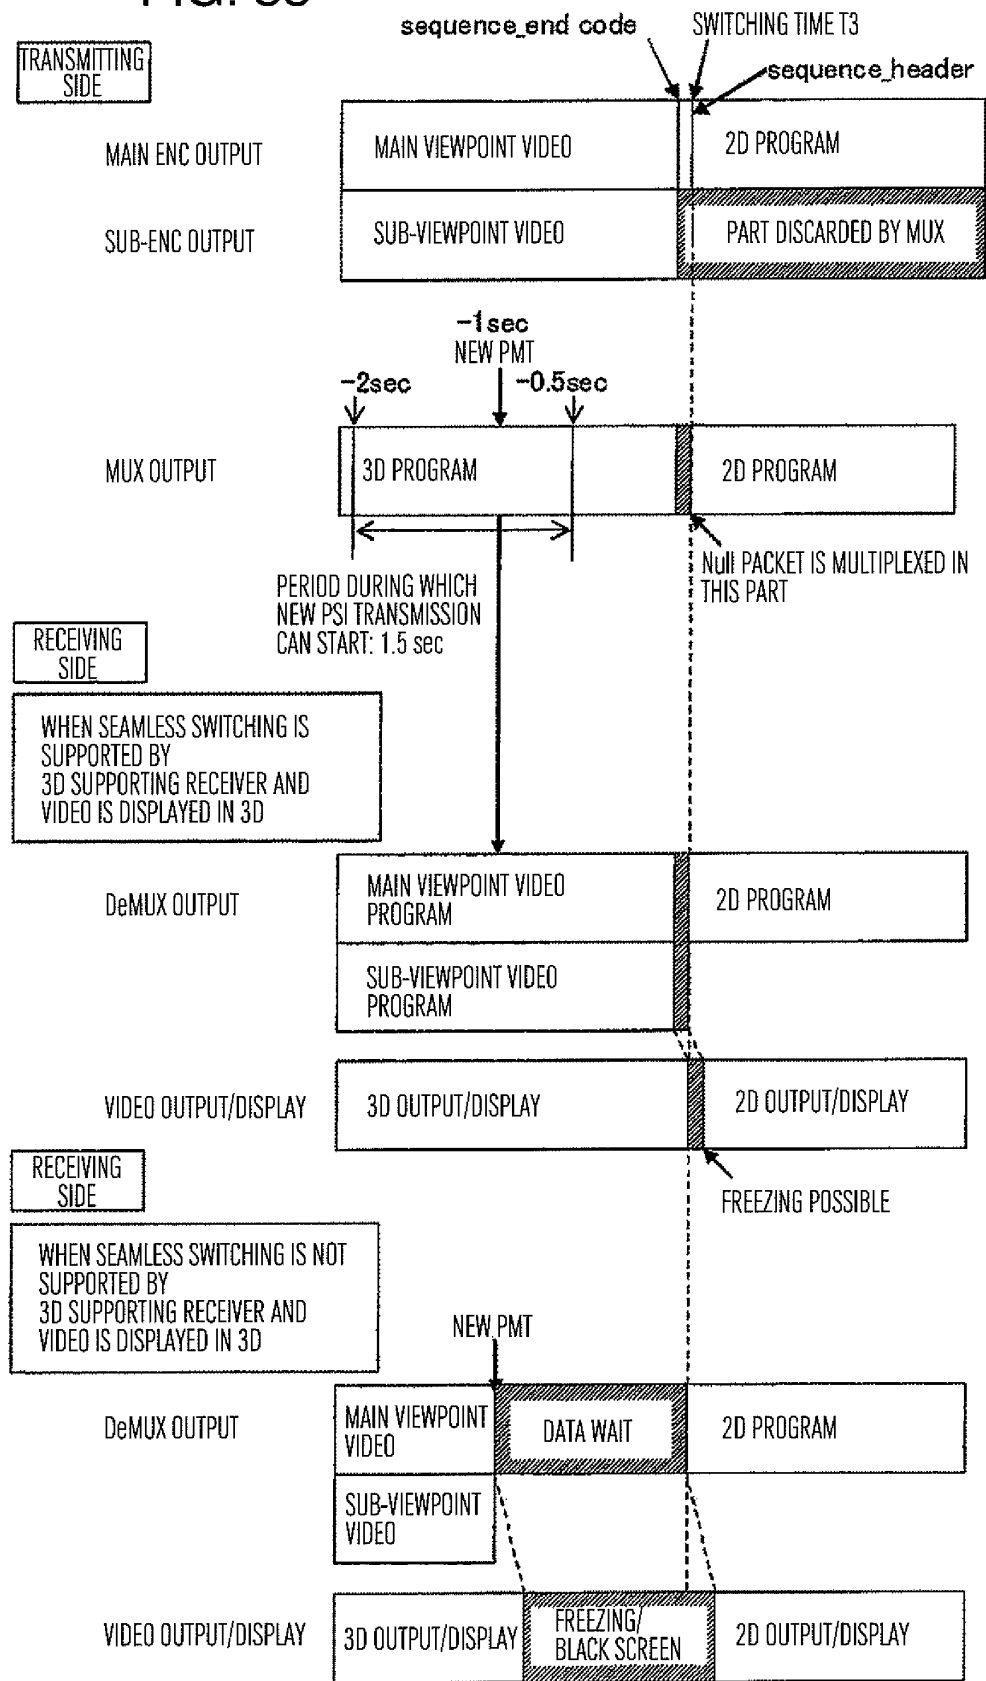 sequence_end code
SWITCHING TIME T3
TRANSMITTING
SIDE
sequence_header
MAIN ENC OUTPUT
MAIN VIEWPOINT VIDEO
2D PROGRAM
SUB-ENC OUTPUT
SUB-VIEWPOINT VIDEO
PART DISCARDED BY MUX
-1sec
NEW PMT
-2sec
-0.5sec
MUX OUTPUT
3D PROGRAM
2D PROGRAM
Null PACKET IS MULTIPLEXED IN
THIS PART
PERIOD DURING WHICH
NEW PSI TRANSMISSION
CAN START: 1.5 sec
RECEIVING
SIDE
WHEN SEAMLESS SWITCHING IS
SUPPORTED BY
3D SUPPORTING RECEIVER AND
VIDEO IS DISPLAYED IN 3D
DeMUX OUTPUT
MAIN VIEWPOINT VIDEO
PROGRAM
2D PROGRAM
SUB-VIEWPOINT VIDEO
PROGRAM
VIDEO OUTPUT/DISPLAY
3D OUTPUT/DISPLAY
2D OUTPUT/DISPLAY
FREEZING POSSIBLE
RECEIVING
SIDE
WHEN SEAMLESS SWITCHING IS NOT
SUPPORTED BY
3D SUPPORTING RECEIVER AND
VIDEO IS DISPLAYED IN 3D
NEW PMT
DeMUX OUTPUT
MAIN VIEWPOINT
VIDEO
DATA WAIT
2D PROGRAM
SUB-VIEWPOINT
VIDEO
VIDEO OUTPUT/DISPLAY
3D OUTPUT/DISPLAY
FREEZING/
BLACK SCREEN
2D OUTPUT/DISPLAY